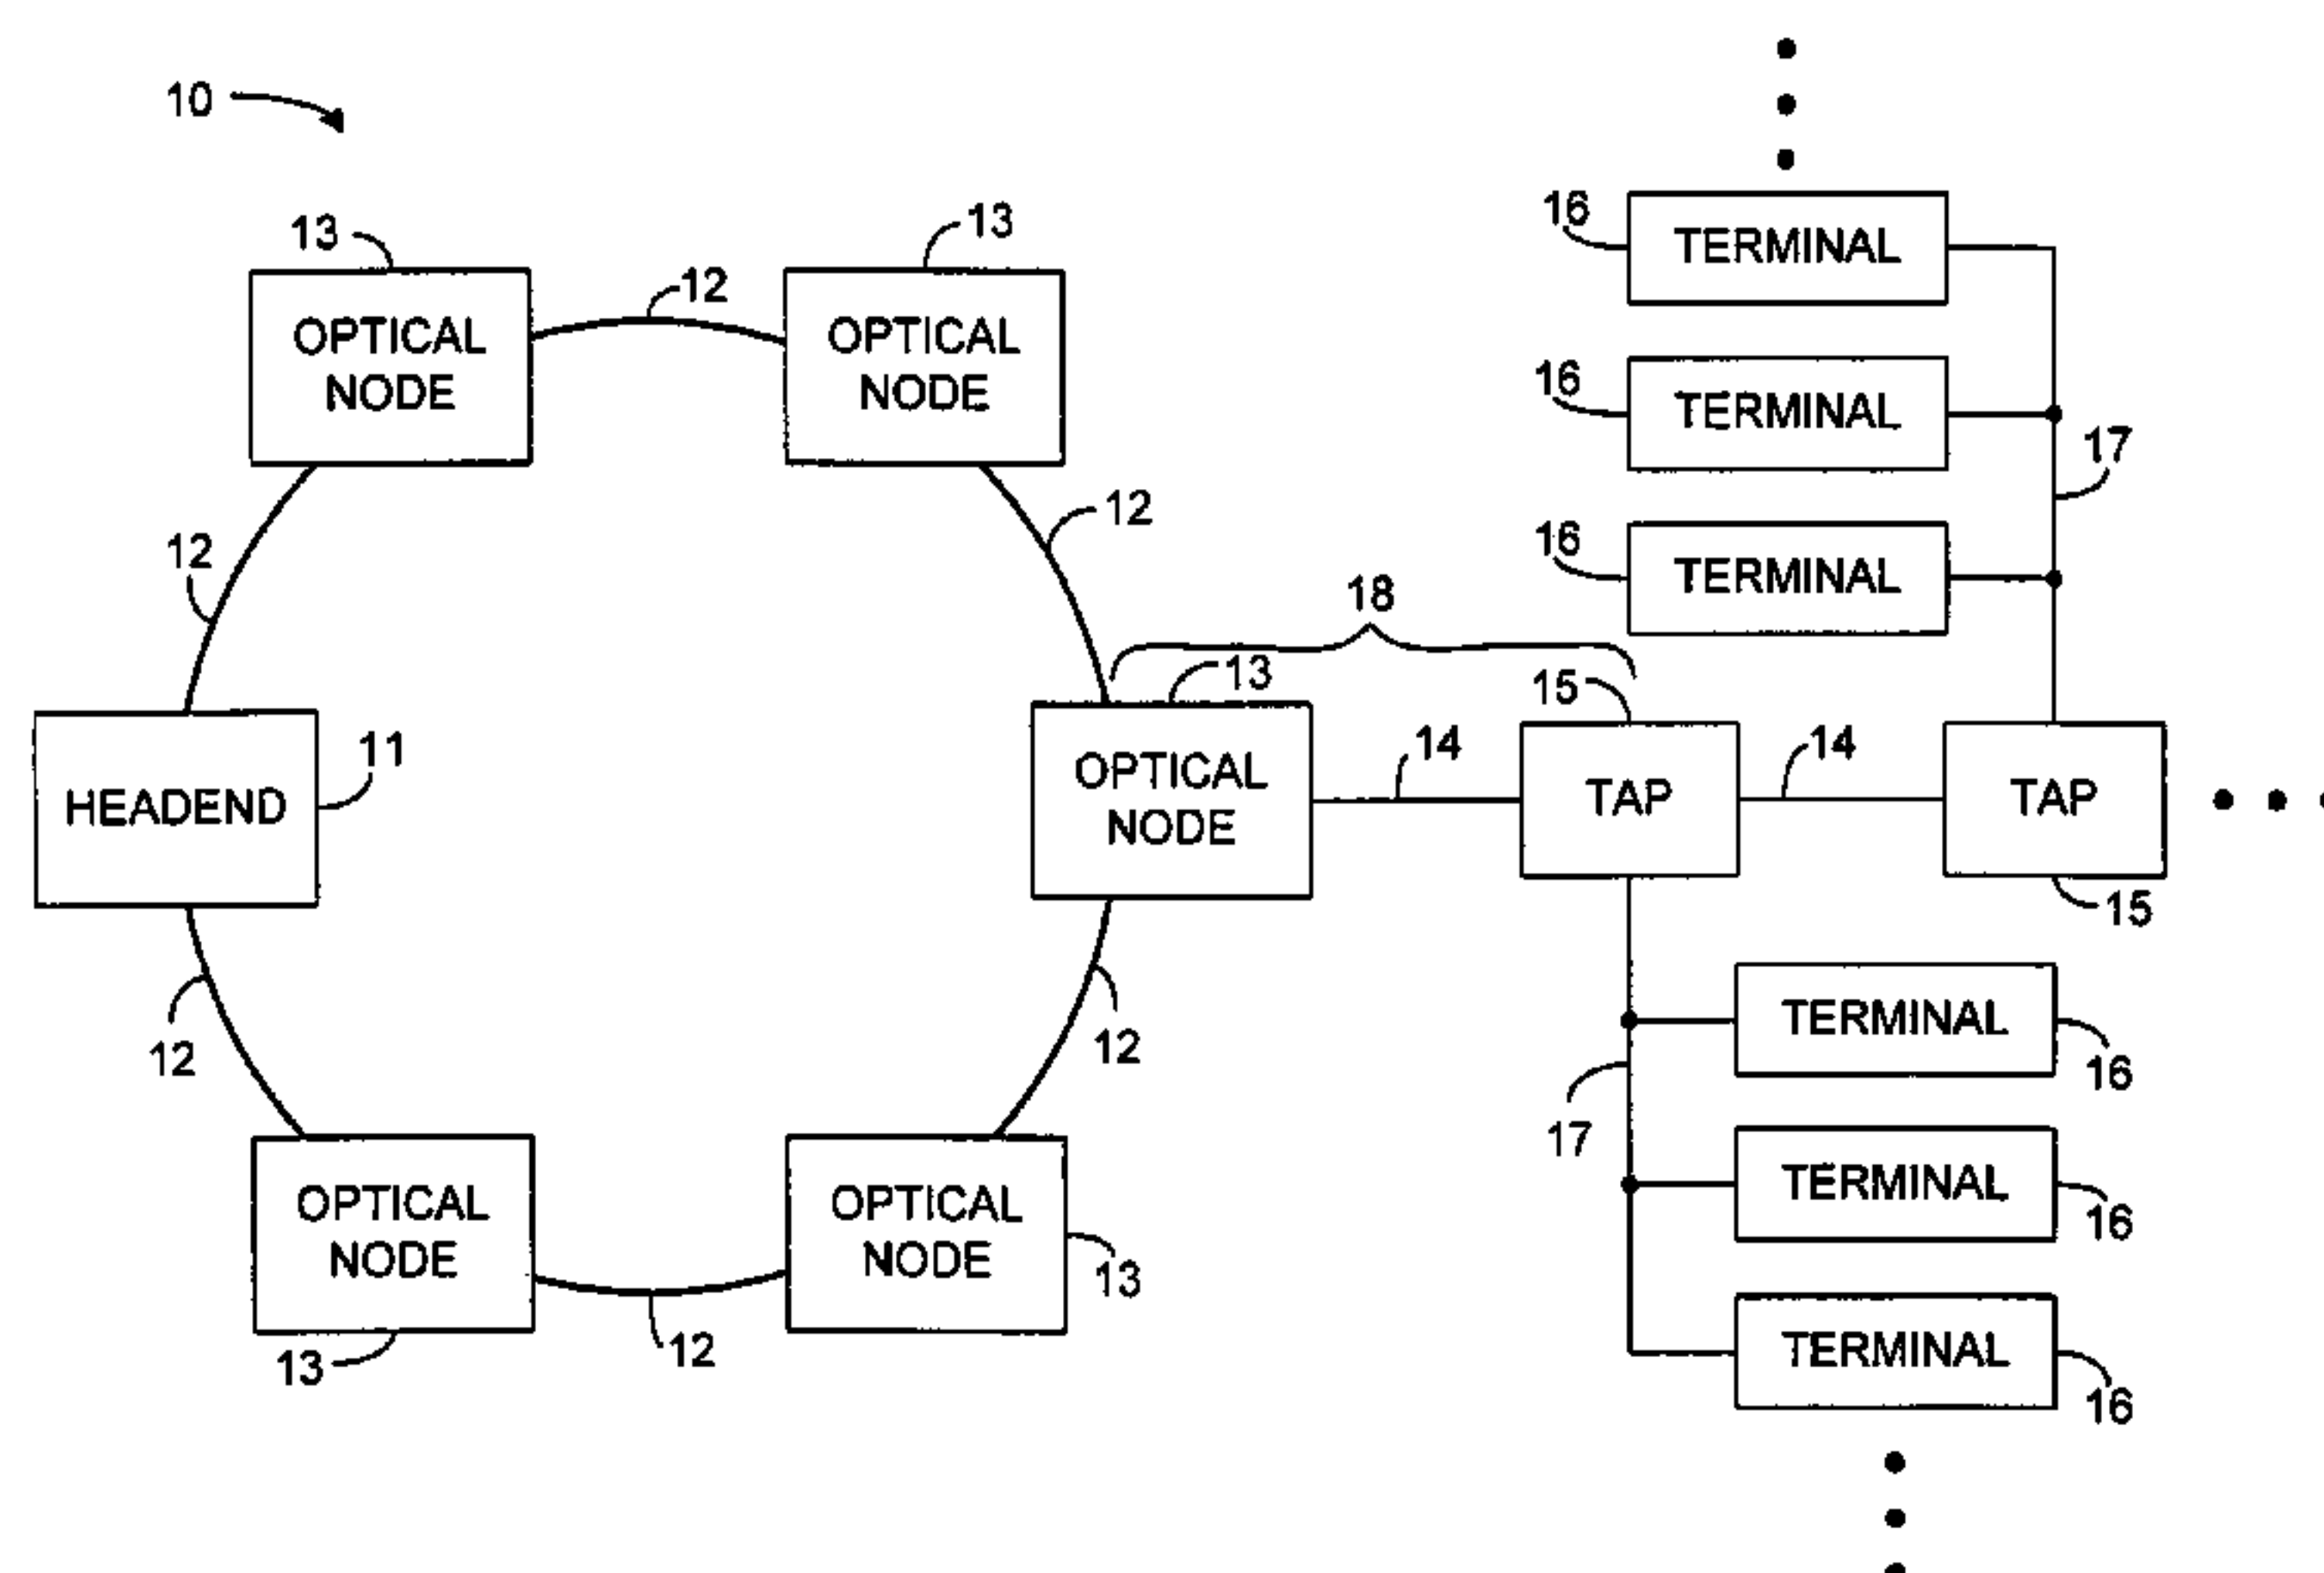 10
13
13
12
OPTICAL
NODE
OPTICAL
NODE
12
12
HEADEND
11
13
OPTICAL
NODE
12
12
OPTICAL
NODE
13
12
OPTICAL
NODE
13
18
14
15
TAP
14
TAP
15
16
TERMINAL
16
TERMINAL
17
16
TERMINAL
17
TERMINAL
16
TERMINAL
16
TERMINAL
16